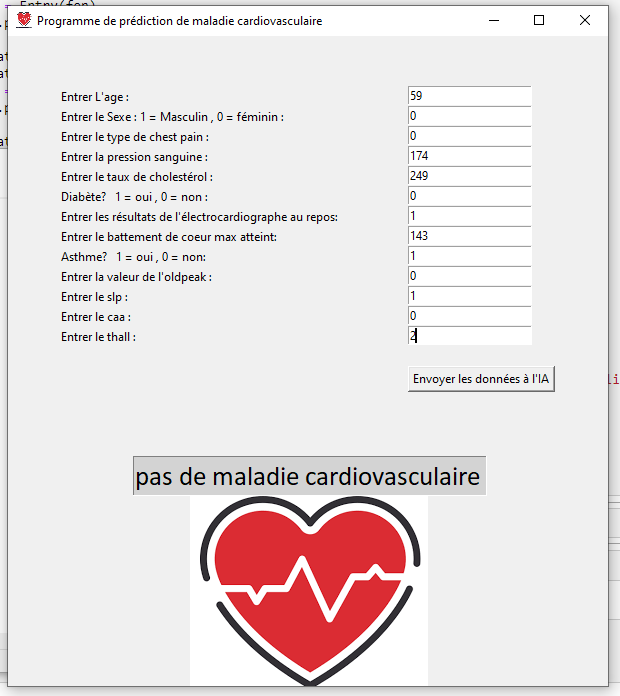 Entry(fen)
Programme de prédiction de maladie cardiovasculaire
Entrer L'age : 59
Entrer le Sexe : 1 = Masculin , 0 = féminin : 0
Entrer le type de chest pain : 0
Entrer la pression sanguine : 174
Entrer le taux de cholestérol : 249
Diabète? 1 = oui , 0 = non : 0
Entrer les résultats de l'électrocardiographe au repos: 1
Entrer le battement de coeur max atteint: 143
Asthme? 1 = oui , 0 = non: 1
Entrer la valeur de l'oldpeak : 0
Entrer le slp : 1
Entrer le caa : 0
Entrer le thall : 2
Envoyer les données à l'IA
pas de maladie cardiovasculaire